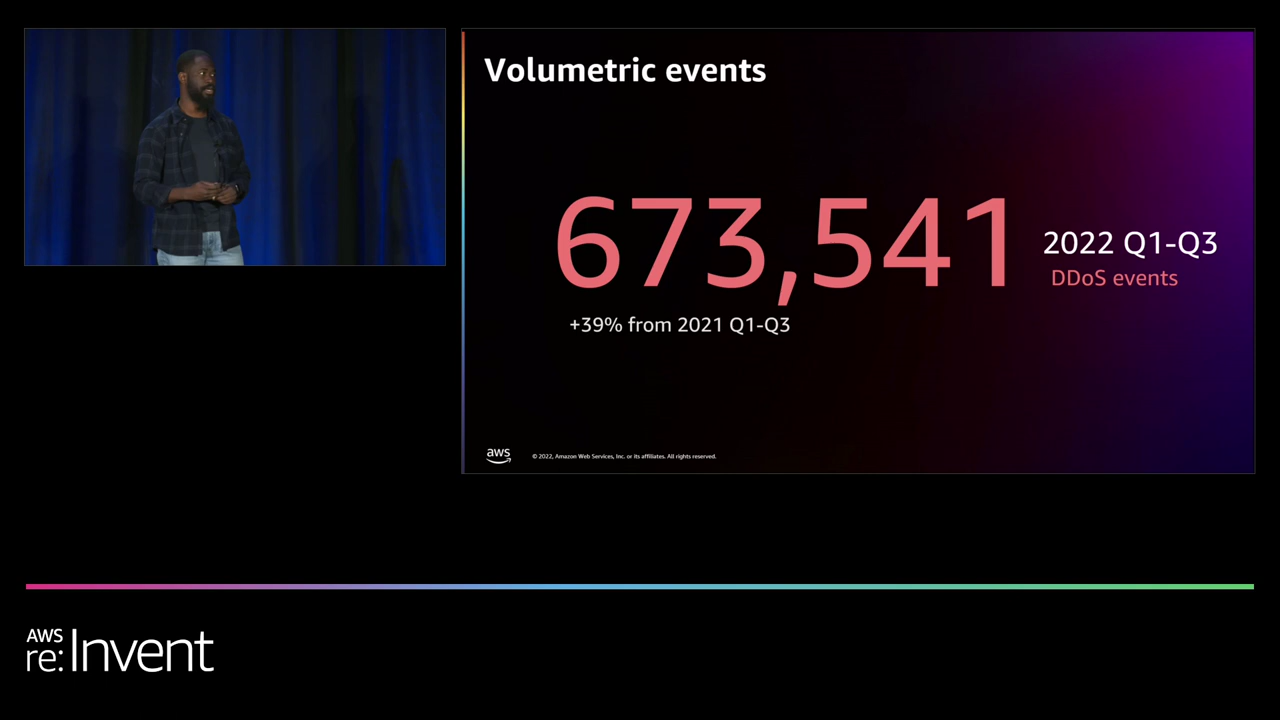 Volumetric events
673,541
2022 Q1-Q3
DDoS events
+39% from 2021 Q1-Q3
aws
© 2022, Amazon Web Services, Inc. or its affiliates. All rights reserved.
AWS
re:Invent